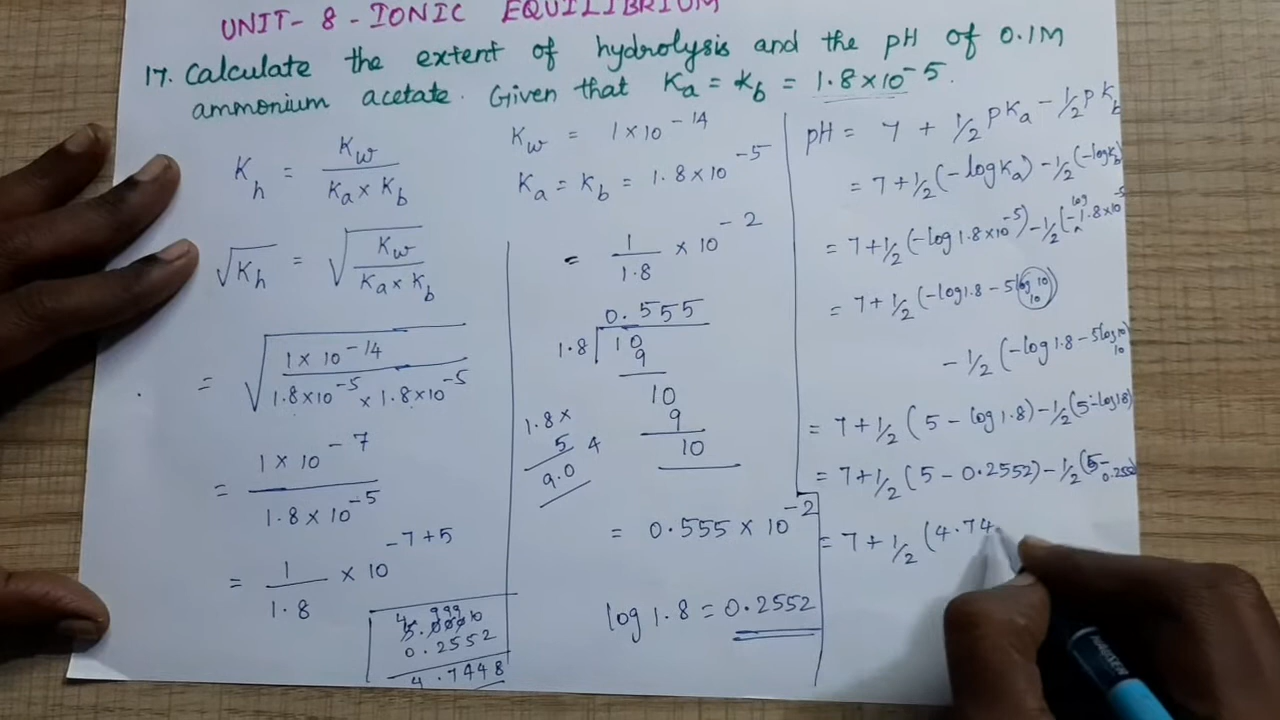 UNIT - 8 - IONIC EQUILIBRIUM
17. Calculate the extent of hydrolysis and the pH of 0.1M
ammonium acetate. Given that Ka = Kb = 1.8×10^-5.
Kh = Kw / Ka × Kb
√Kh = √(Kw / Ka × Kb)
= √(1 × 10^-14 / 1.8×10^-5 × 1.8×10^-5)
= 1 × 10^-7 / 1.8 × 10^-5
= 1/1.8 × 10^-7+5
4 999
5.00010
0.2552
4.7448
Kw = 1×10^-14
Ka = Kb = 1.8×10^-5
= 1/1.8 × 10^-2
0.555
1.8 10
9
10
9
10
1.8×
5 4
9.0
= 0.555 × 10^-2
log 1.8 = 0.2552
pH = 7 + 1/2 pKa - 1/2 pKb
= 7 + 1/2 (-log Ka) - 1/2 (-log Kb)
= 7 + 1/2 (-log 1.8×10^-5) - 1/2 (-log 1.8×10^-5
= 7 + 1/2 (-log 1.8 - 5 log 10 10)
- 1/2 (-log 1.8 - 5 log 10 10
= 7 + 1/2 (5 - log 1.8) - 1/2 (5 - log 1.8)
= 7 + 1/2 (5 - 0.2552) - 1/2 (5 -
= 7 + 1/2 (4.74